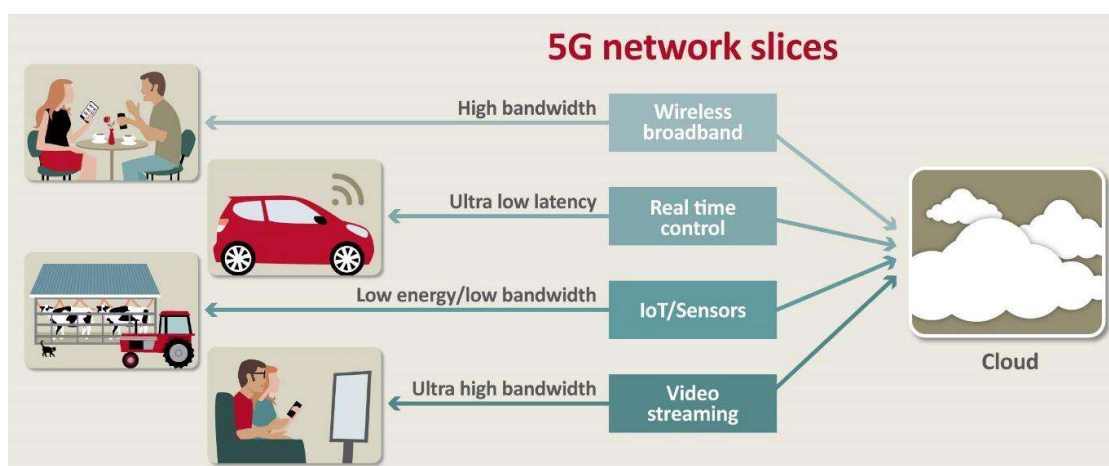 5G network slices
High bandwidth
Wireless
broadband
Ultra low latency
Real time
control
Low energy/low bandwidth
IoT/Sensors
Ultra high bandwidth
Video
streaming
Cloud